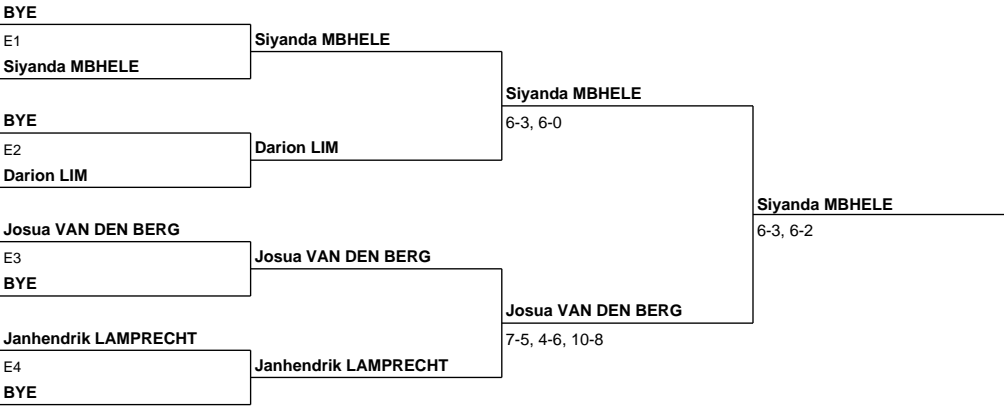 BYE
E1
Siyanda MBHELE
BYE
E2
Darion LIM
Josua VAN DEN BERG
E3
BYE
Janhendrik LAMPRECHT
E4
BYE
Siyanda MBHELE
Darion LIM
Josua VAN DEN BERG
Janhendrik LAMPRECHT
Siyanda MBHELE
6-3, 6-0
Josua VAN DEN BERG
7-5, 4-6, 10-8
Siyanda MBHELE
6-3, 6-2